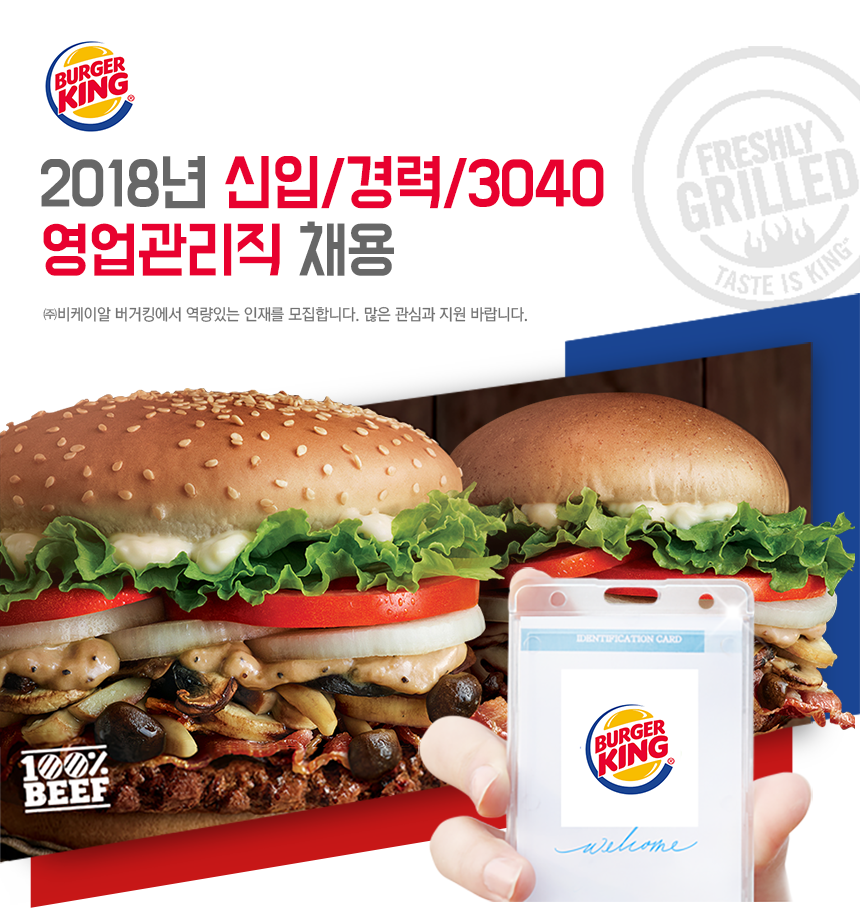 BURGER
KING
®
2018년 신입/경력/3040
영업관리직 채용
㈜비케이알 버거킹에서 역량있는 인재를 모집합니다. 많은 관심과 지원 바랍니다.
FRESHLY
GRILLED
TASTE IS KING
100%
BEEF
IDENTIFICATION CARD
BURGER
KING
®
welcome